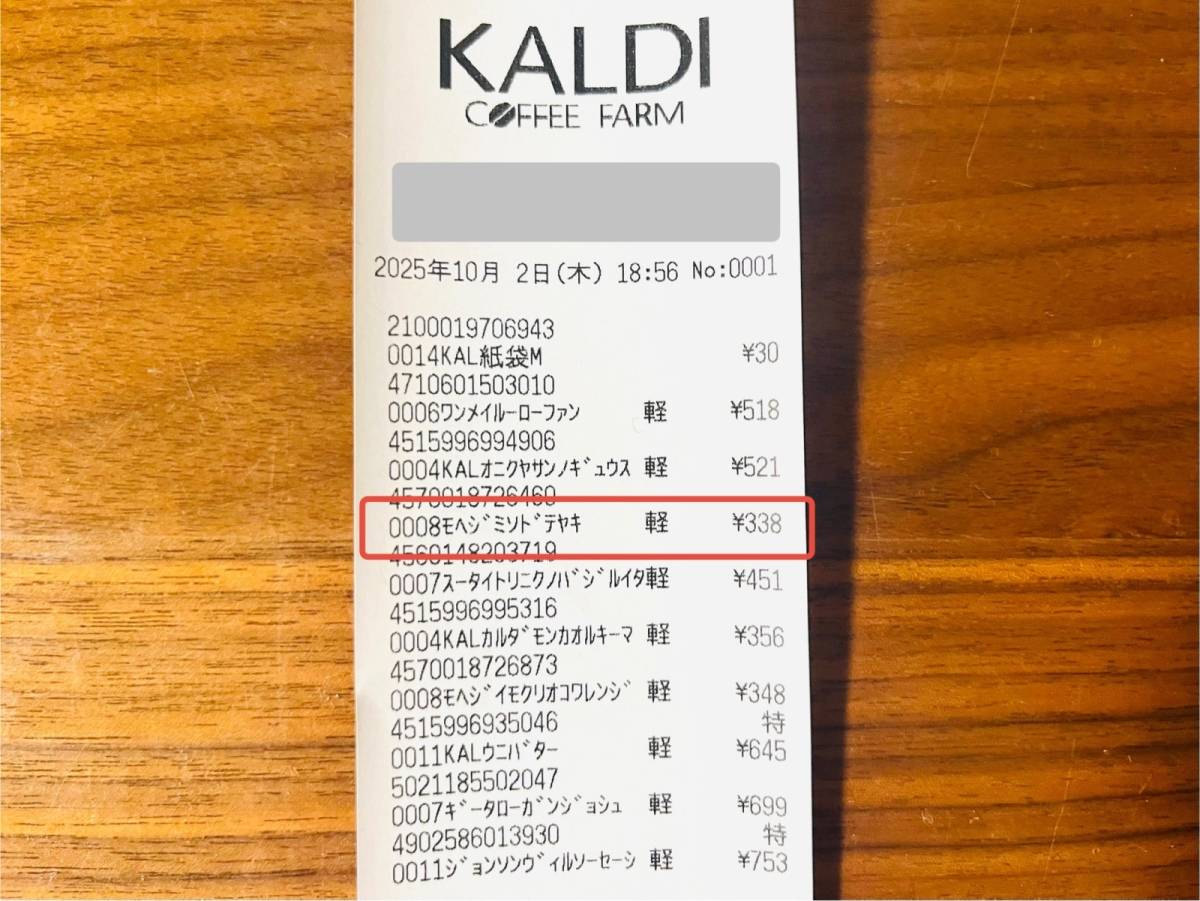 KALDI
COFFEE FARM
2025年10月 2日(木) 18:56 No:0001
2100019706943
0014KAL紙袋M ¥30
4710601503010
0006ワンメイルーローファン 軽 ¥518
4515996994906
0004KALオニクヤサンノギュウス 軽 ¥521
4570018726460
0008モヘジミソドテヤキ 軽 ¥338
4560148203719
0007スータイトリニクノバジルイタ軽 ¥451
4515996995316
0004KALカルダモンカオルキーマ 軽 ¥356
4570018726873
0008モヘジイモクリオコワレンジ 軽 ¥348
4515996935046 特
0011KALウニバター 軽 ¥645
5021185502047
0007ギータローガンジョシュ 軽 ¥699
4902586013930 特
0011ジョンソンヴィルソーセーシ 軽 ¥753